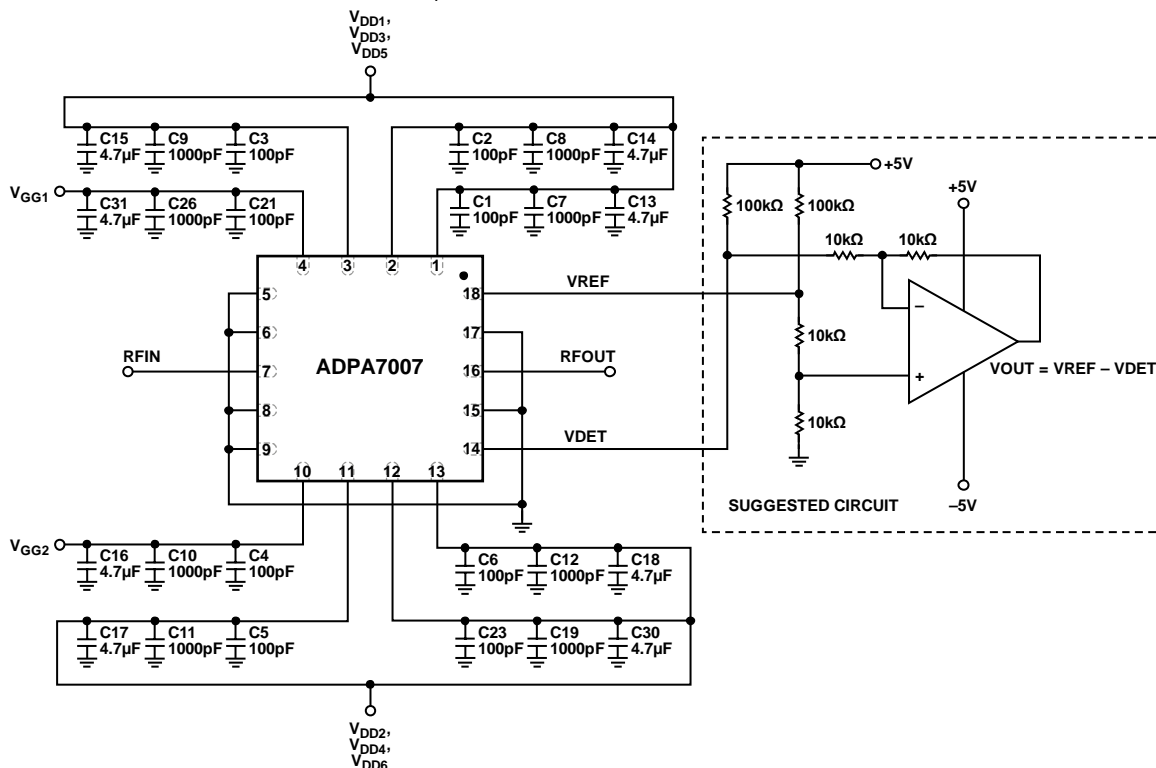 VDD1,
VDD3,
VDD5
C15
4.7µF
C9
1000pF
C3
100pF
C2
100pF
C8
1000pF
C14
4.7µF
VGG1
C31
4.7µF
C26
1000pF
C21
100pF
C1
100pF
C7
1000pF
C13
4.7µF
4 3 2 1
5
6
7
8
9
18
17
16
15
14
10 11 12 13
ADPA7007
RFIN
VREF
RFOUT
VDET
+5V
+5V
100kΩ
100kΩ
10kΩ
10kΩ
10kΩ
10kΩ
–
+
VOUT = VREF – VDET
–5V
SUGGESTED CIRCUIT
VGG2
C16
4.7µF
C10
1000pF
C4
100pF
C6
100pF
C12
1000pF
C18
4.7µF
C17
4.7µF
C11
1000pF
C5
100pF
C23
100pF
C19
1000pF
C30
4.7µF
VDD2,
VDD4,
VDD6